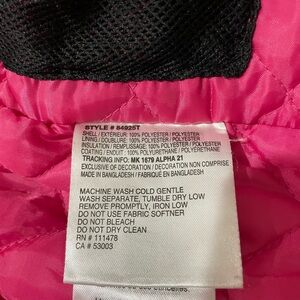 STYLE # 84925T
SHELL / EXTERIEUR: 100% POLYESTER / POLYESTER
LINING / DOUBLURE: 100% POLYESTER / POLYESTER
INSULATION / REMPLISSAGE: 100% POLYESTER / POLYESTER
COATING / ENDUIT : 100% POLYURETHANE / POLYURETHANE
TRACKING INFO: MK 1679 ALPHA 21
EXCLUSIVE OF DECORATION / DECORATION NON COMPRISE
MADE IN BANGLADESH / FABRIQUE AU BANGLADESH
MACHINE WASH COLD GENTLE
WASH SEPARATE, TUMBLE DRY LOW
REMOVE PROMPTLY, IRON LOW
DO NOT USE FABRIC SOFTNER
DO NOT BLEACH
DO NOT DRY CLEAN
RN # 111478
CA # 53003